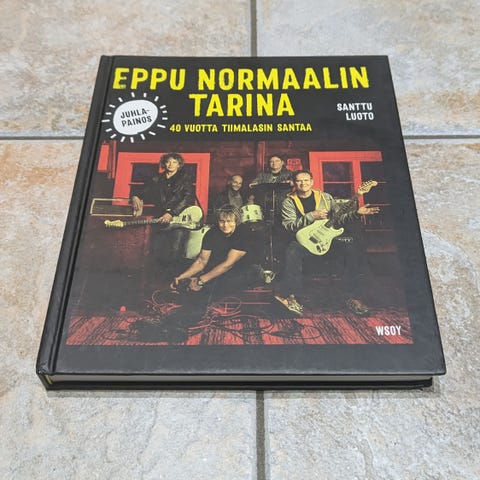 EPPU NORMAALIN
TARINA
JUHLA-
PAINOS
40 VUOTTA TIIMALASIN SANTAA
SANTTU
LUOTO
WSOY